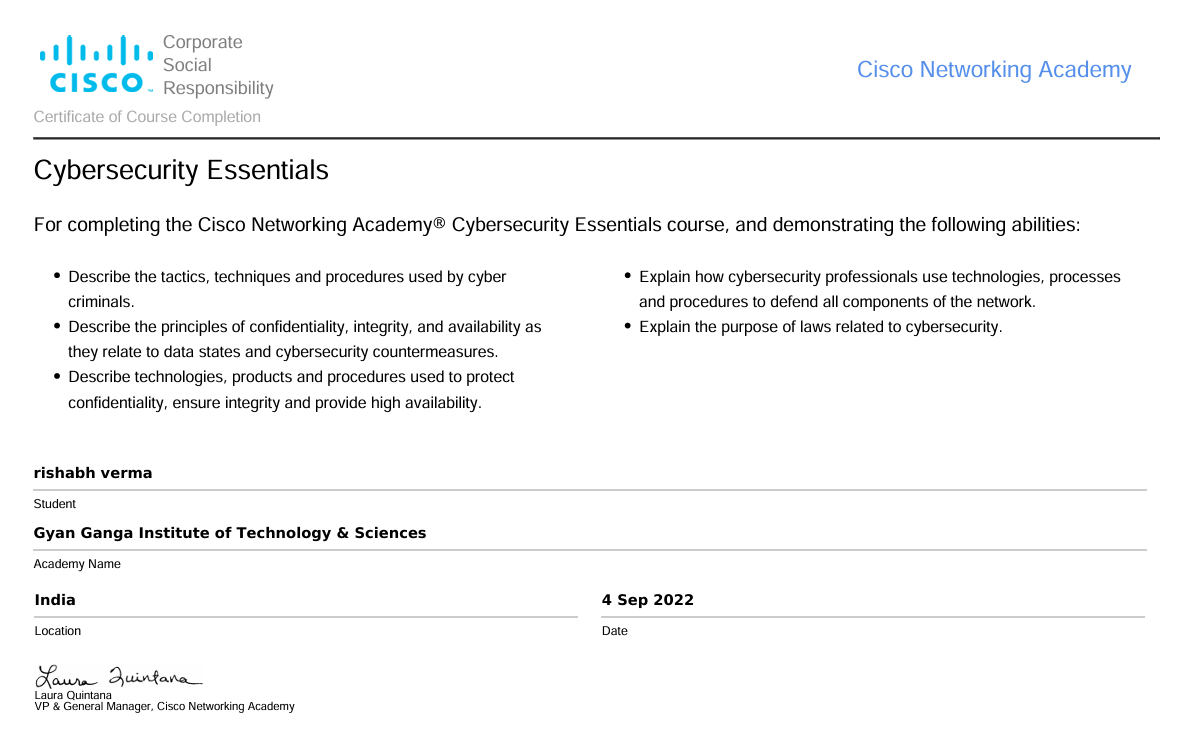 CISCO
Corporate
Social
Responsibility
Cisco Networking Academy
Certificate of Course Completion
Cybersecurity Essentials
For completing the Cisco Networking Academy® Cybersecurity Essentials course, and demonstrating the following abilities:
• Describe the tactics, techniques and procedures used by cyber
criminals.
• Describe the principles of confidentiality, integrity, and availability as
they relate to data states and cybersecurity countermeasures.
• Describe technologies, products and procedures used to protect
confidentiality, ensure integrity and provide high availability.
• Explain how cybersecurity professionals use technologies, processes
and procedures to defend all components of the network.
• Explain the purpose of laws related to cybersecurity.
rishabh verma
Student
Gyan Ganga Institute of Technology & Sciences
Academy Name
India
Location
4 Sep 2022
Date
Laura Quintana
Laura Quintana
VP & General Manager, Cisco Networking Academy